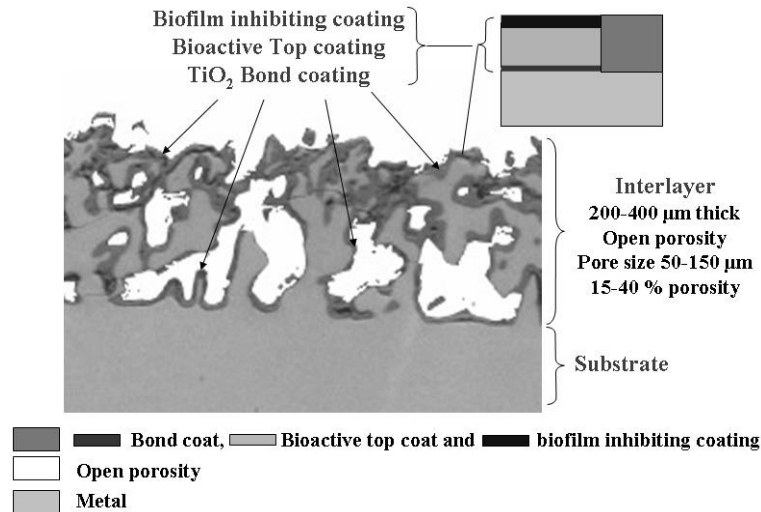 Biofilm inhibiting coating
Bioactive Top coating
TiO₂ Bond coating
Interlayer
200-400 µm thick
Open porosity
Pore size 50-150 µm
15-40 % porosity
Substrate
Bond coat, Bioactive top coat and biofilm inhibiting coating
Open porosity
Metal